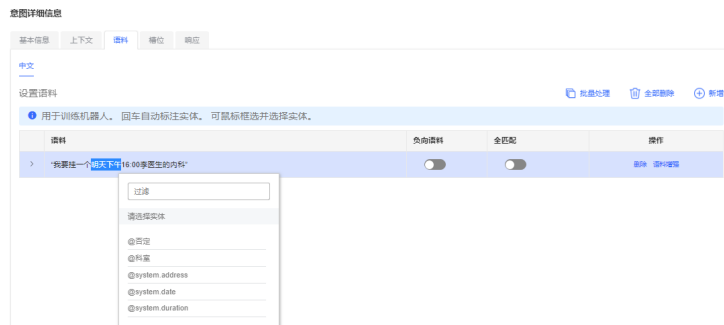 意图详细信息
基本信息 上下文 语料 槽位 响应
中文
设置语料 批量处理 全部删除 新增
用于训练机器人。 回车自动标注实体。 可鼠标框选并选择实体。
语料 负向语料 全匹配 操作
“我要挂一个明天下午16:00李医生的内科” 删除 语料增强
过滤
请选择实体
@否定
@科室
@system.address
@system.date
@system.duration